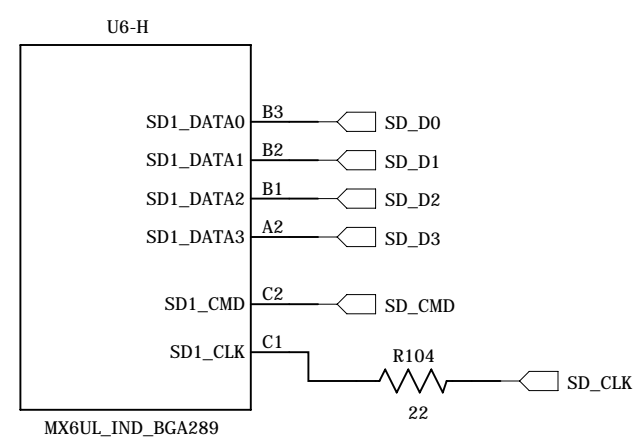 U6-H
SD1_DATA0 B3 SD_D0
SD1_DATA1 B2 SD_D1
SD1_DATA2 B1 SD_D2
SD1_DATA3 A2 SD_D3
SD1_CMD C2 SD_CMD
SD1_CLK C1
R104
SD_CLK
22
MX6UL_IND_BGA289